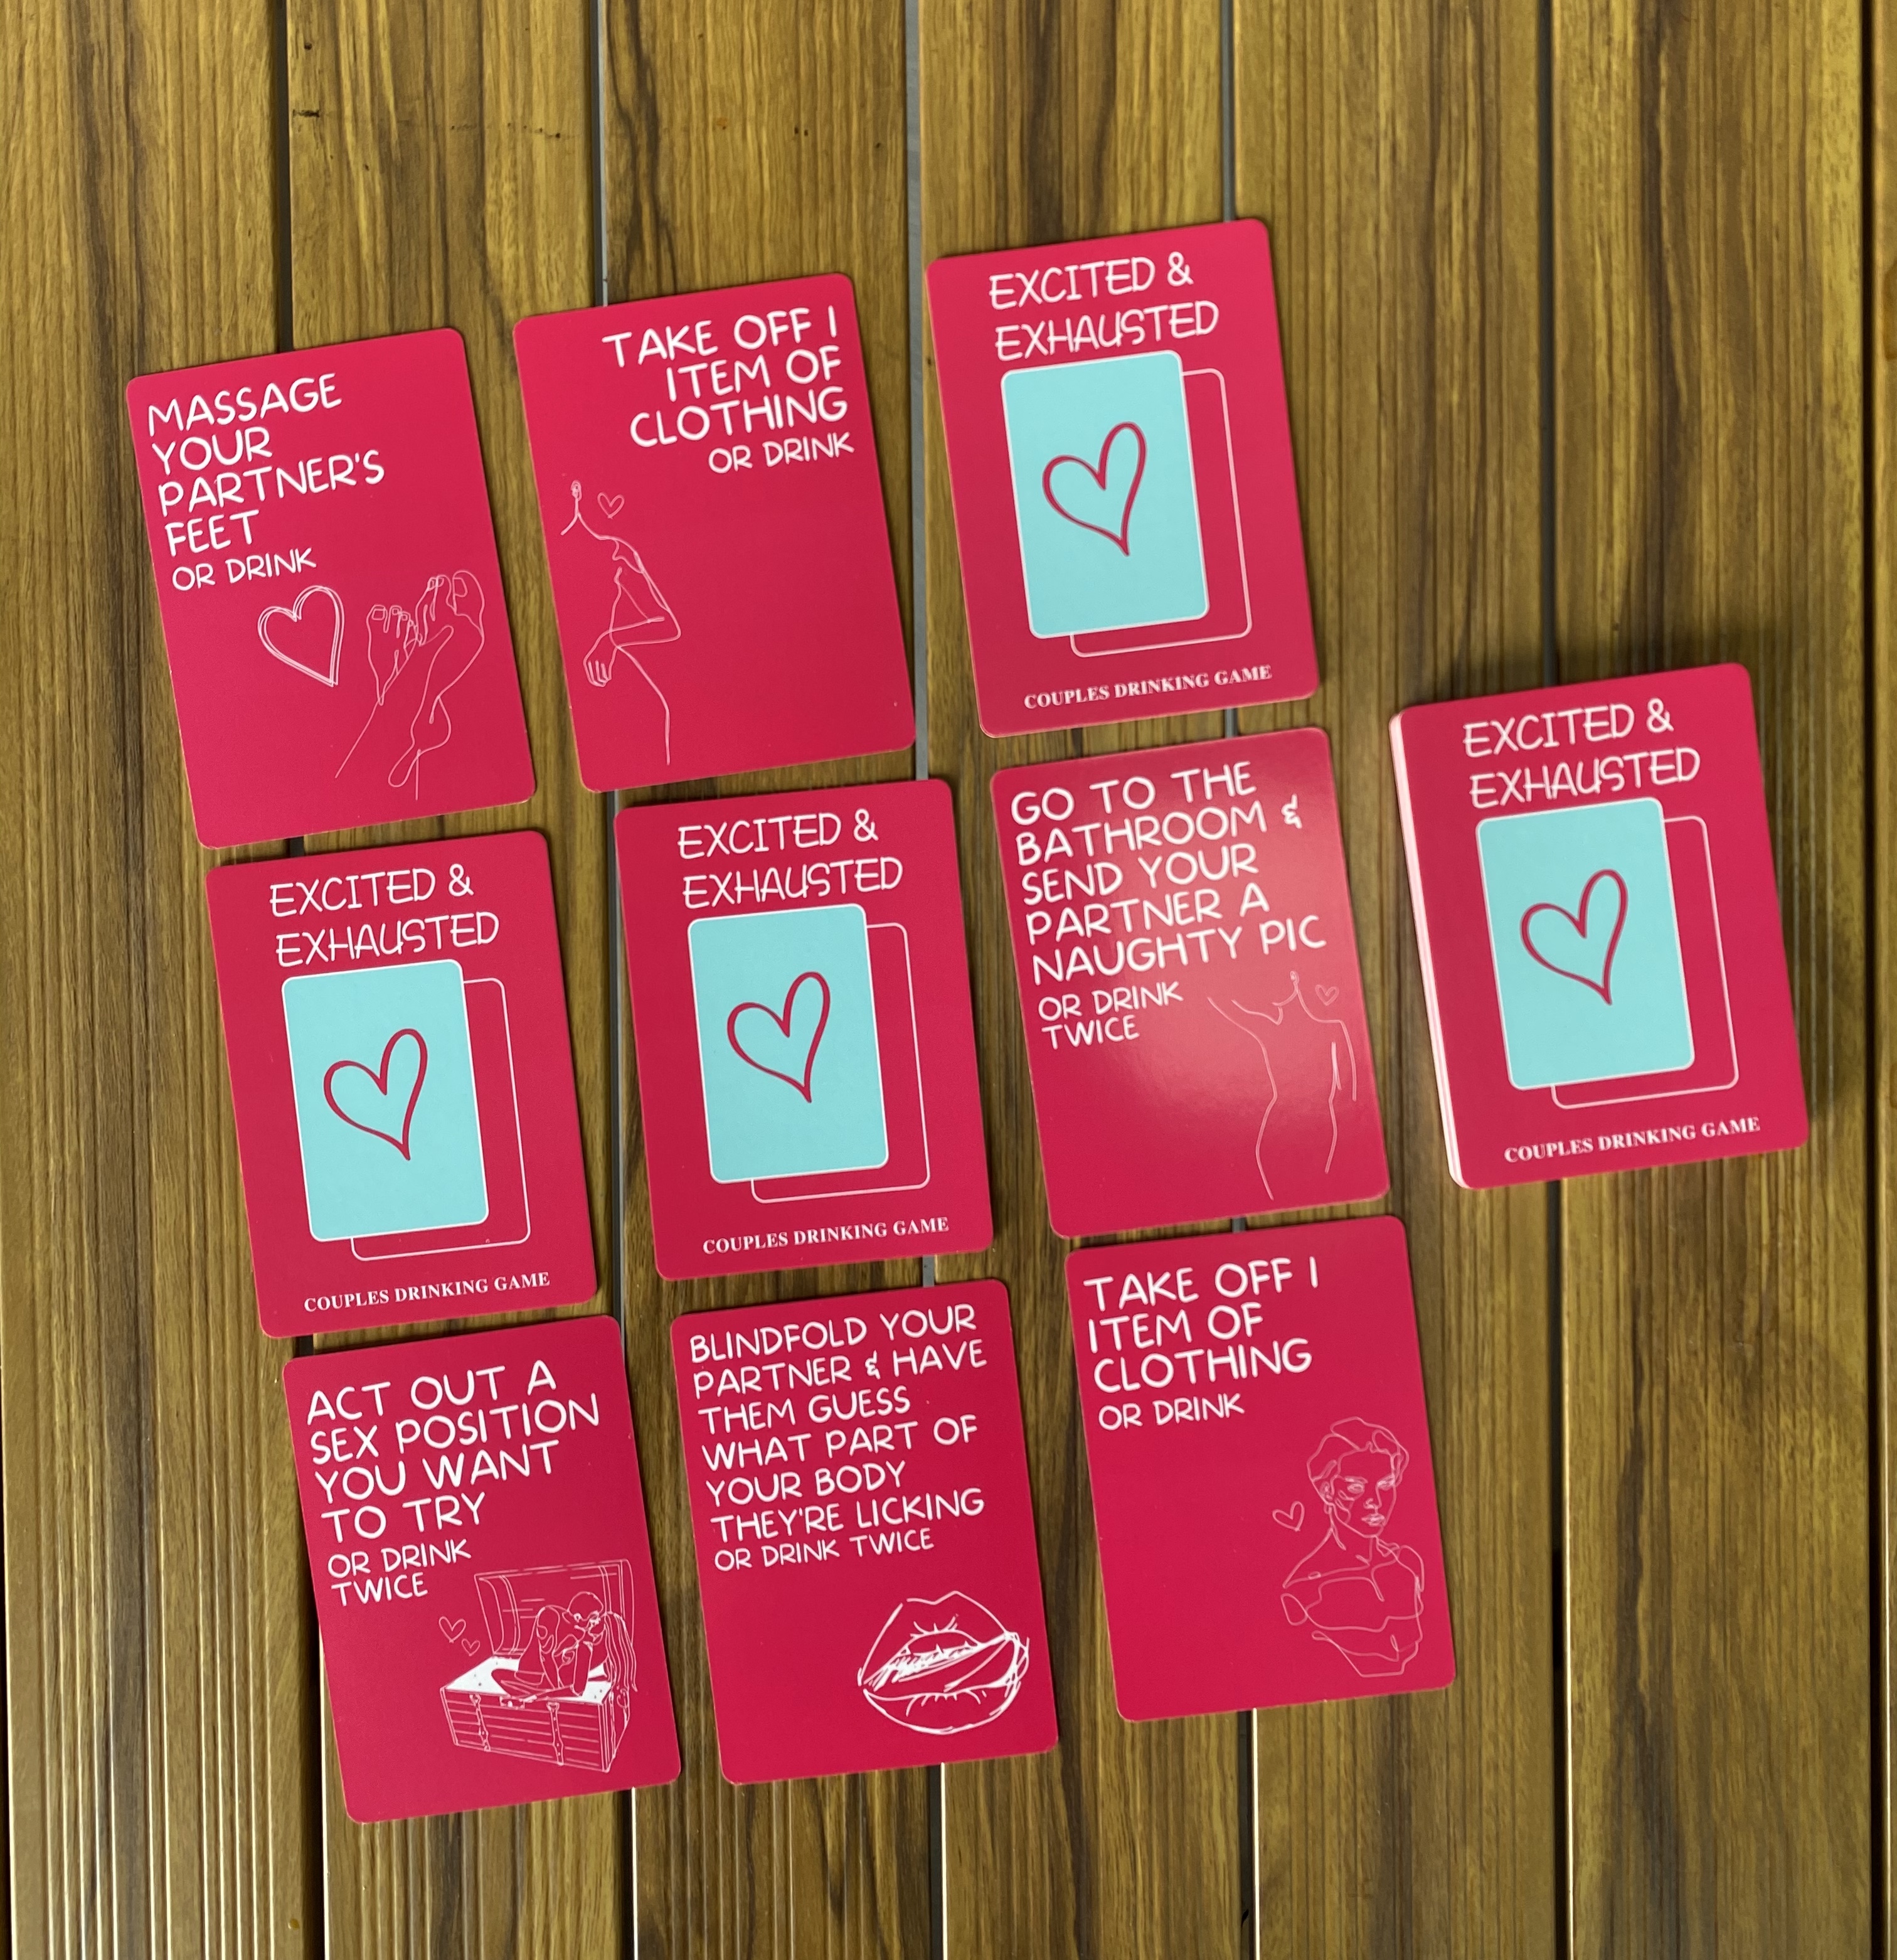 MASSAGE
YOUR
PARTNER'S
FEET
OR DRINK
TAKE OFF 1
ITEM OF
CLOTHING
OR DRINK
EXCITED &
EXHAUSTED
COUPLES DRINKING GAME
EXCITED &
EXHAUSTED
COUPLES DRINKING GAME
EXCITED &
EXHAUSTED
COUPLES DRINKING GAME
GO TO THE
BATHROOM &
SEND YOUR
PARTNER A
NAUGHTY PIC
OR DRINK
TWICE
EXCITED &
EXHAUSTED
COUPLES DRINKING GAME
ACT OUT A
SEX POSITION
YOU WANT
TO TRY
OR DRINK
TWICE
BLINDFOLD YOUR
PARTNER & HAVE
THEM GUESS
WHAT PART OF
YOUR BODY
THEY'RE LICKING
OR DRINK TWICE
TAKE OFF 1
ITEM OF
CLOTHING
OR DRINK